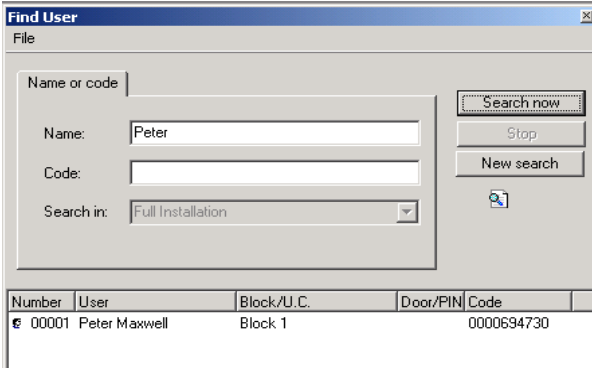 Find User
File
Name or code
Name: Peter
Search now
Stop
Code:
New search
Search in: Full Installation
Number User Block/U.C. Door/PIN Code
00001 Peter Maxwell Block 1 0000694730